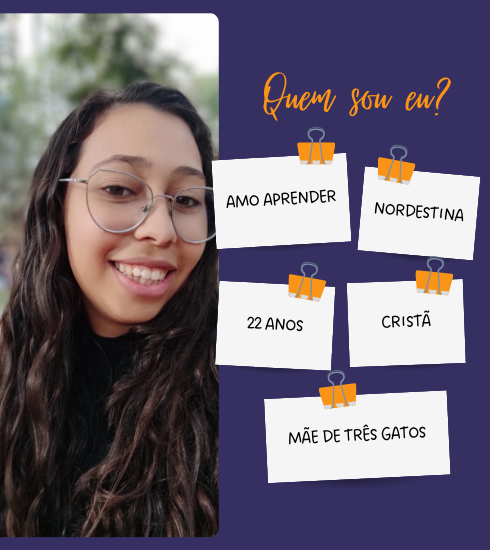 Quem sou eu?
AMO APRENDER
NORDESTINA
22 ANOS
CRISTÃ
MÃE DE TRÊS GATOS